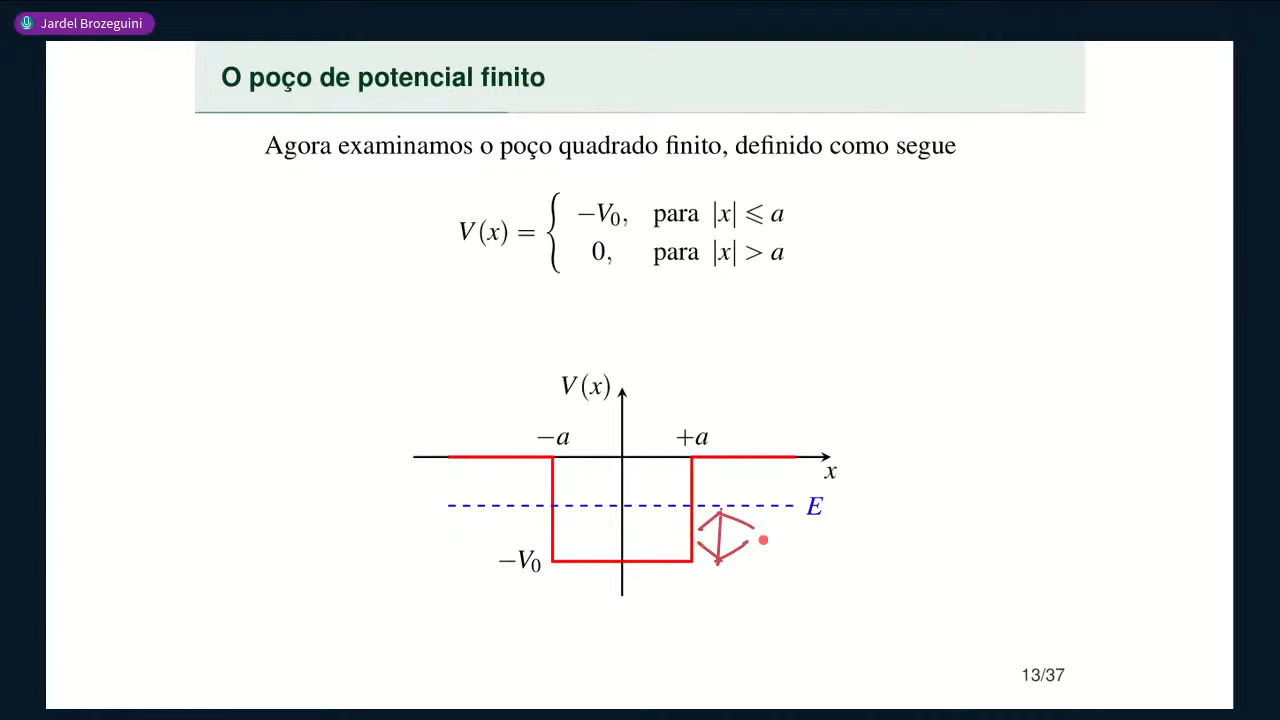 Jardel Brozeguini
O poço de potencial finito
Agora examinamos o poço quadrado finito, definido como segue
V(x) = { −V₀, para |x| ⩽ a
0, para |x| > a
V(x)
−a +a
x
E
−V₀
13/37